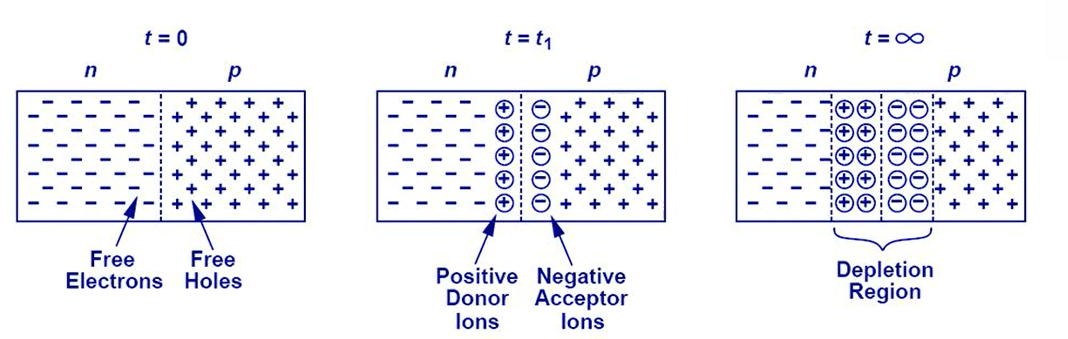 t = 0
n p
Free Electrons
Free Holes
t = t₁
n p
Positive Donor Ions
Negative Acceptor Ions
t = ∞
n p
Depletion Region